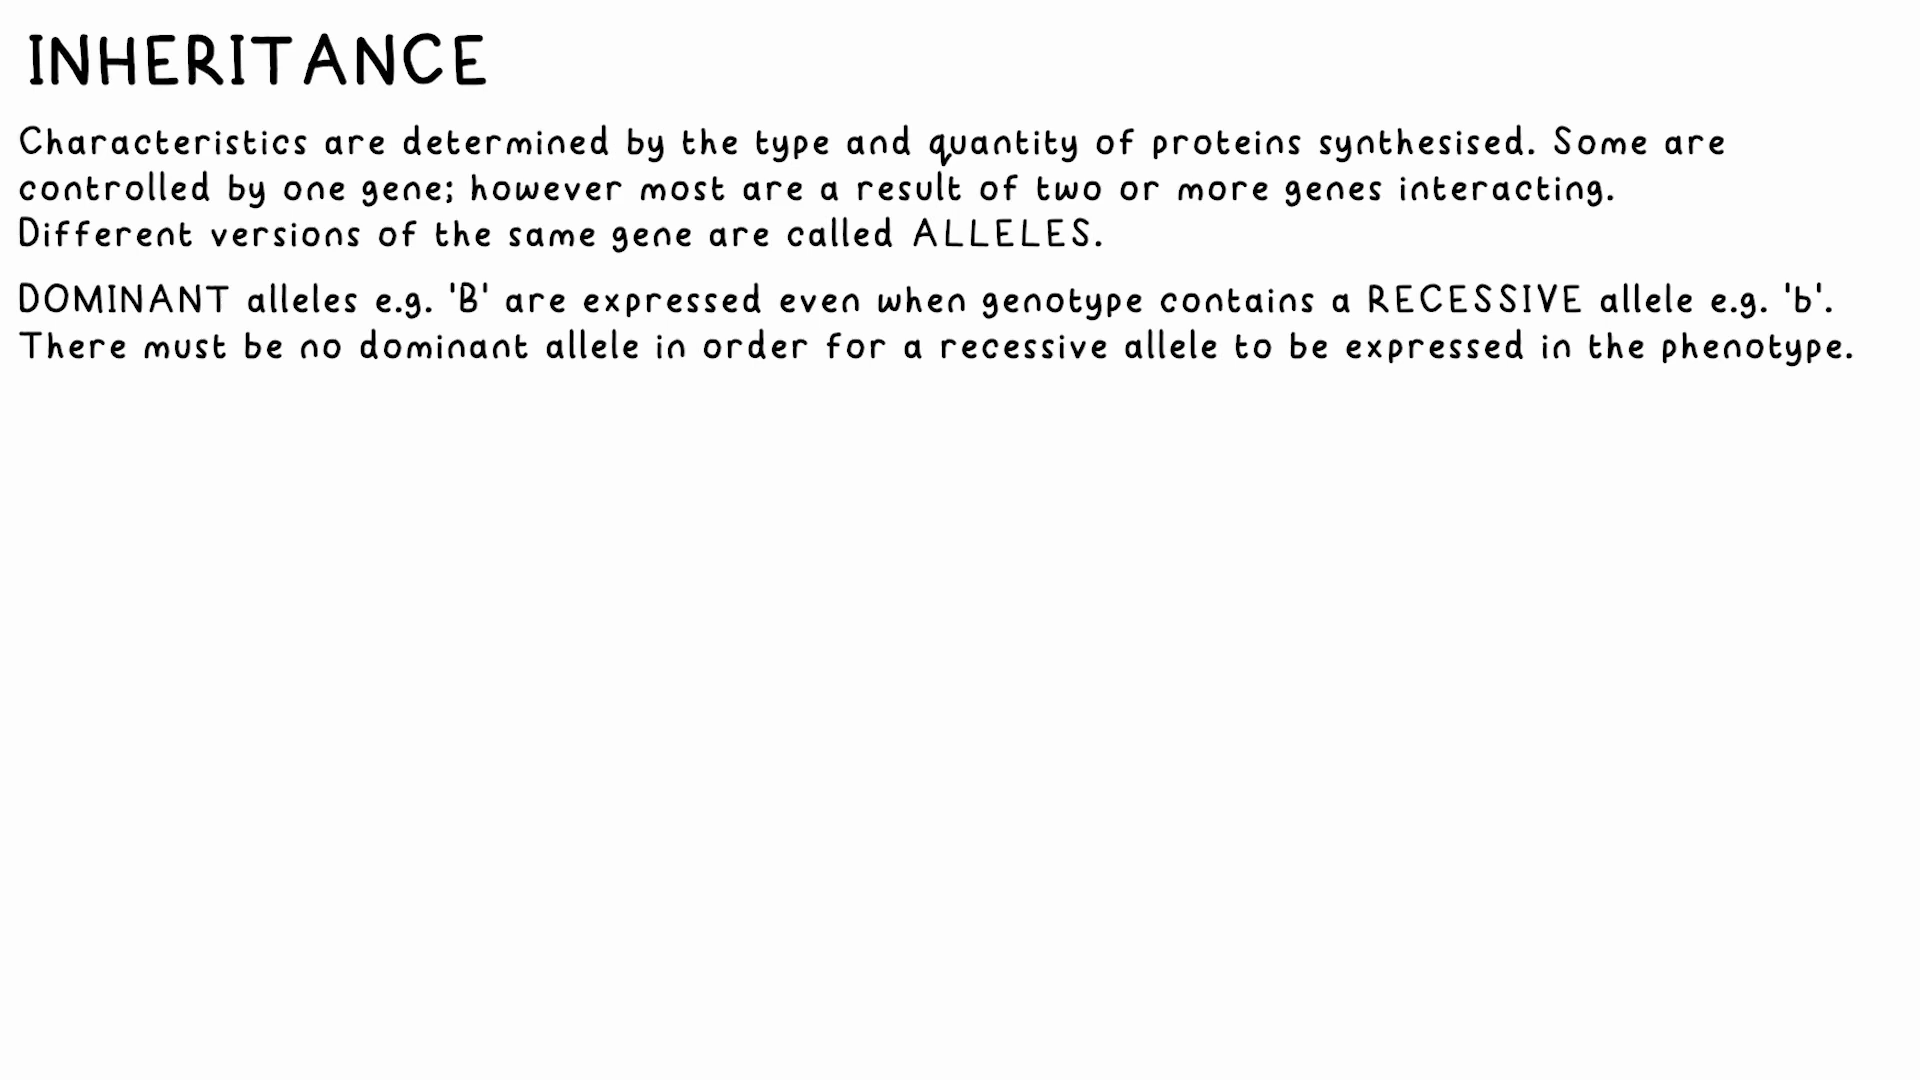 INHERITANCE
Characteristics are determined by the type and quantity of proteins synthesised. Some are
controlled by one gene; however most are a result of two or more genes interacting.
Different versions of the same gene are called ALLELES.
DOMINANT alleles e.g. 'B' are expressed even when genotype contains a RECESSIVE allele e.g. 'b'.
There must be no dominant allele in order for a recessive allele to be expressed in the phenotype.